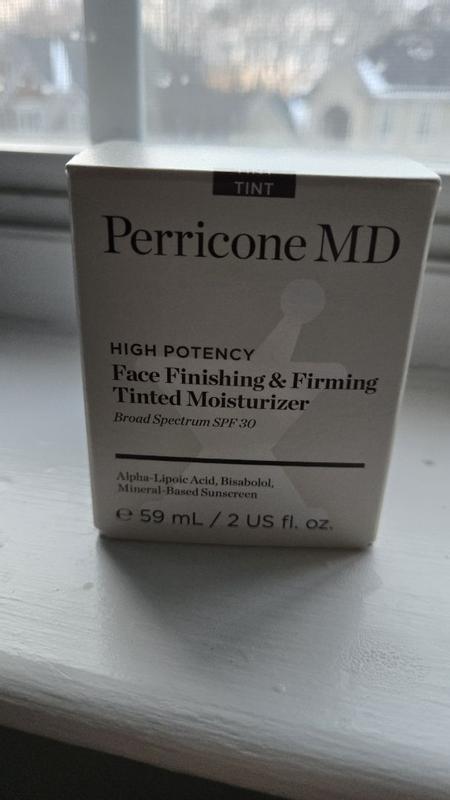 TINT
Perricone MD
HIGH POTENCY
Face Finishing & Firming
Tinted Moisturizer
Broad Spectrum SPF 30
Alpha-Lipoic Acid, Bisabolol,
Mineral-Based Sunscreen
℮ 59 mL / 2 US fl. oz.